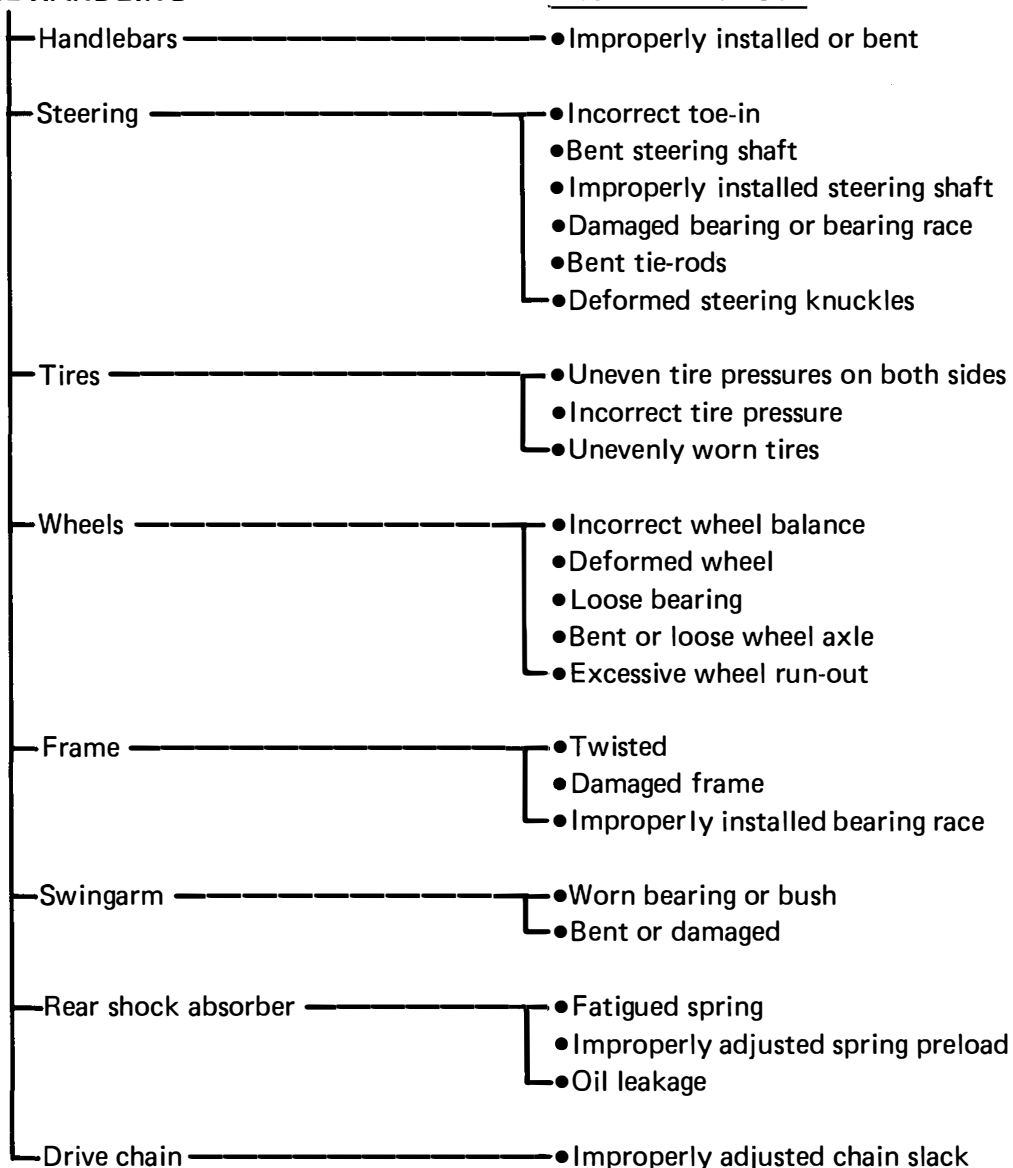 Handlebars ● Improperly installed or bent
Steering ● Incorrect toe-in
● Bent steering shaft
● Improperly installed steering shaft
● Damaged bearing or bearing race
● Bent tie-rods
● Deformed steering knuckles
Tires ● Uneven tire pressures on both sides
● Incorrect tire pressure
● Unevenly worn tires
Wheels ● Incorrect wheel balance
● Deformed wheel
● Loose bearing
● Bent or loose wheel axle
● Excessive wheel run-out
Frame ● Twisted
● Damaged frame
● Improperly installed bearing race
Swingarm ● Worn bearing or bush
● Bent or damaged
Rear shock absorber ● Fatigued spring
● Improperly adjusted spring preload
● Oil leakage
Drive chain ● Improperly adjusted chain slack